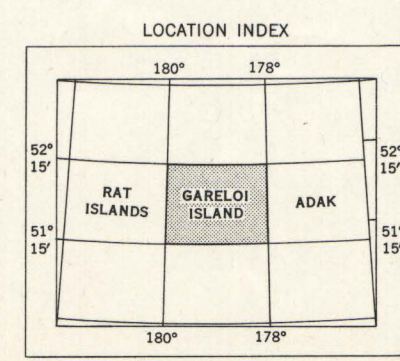 LOCATION INDEX
180° 178°
52°
15′
52°
15′
RAT
ISLANDS
GARELOI
ISLAND
ADAK
51°
15′
51°
15′
180° 178°